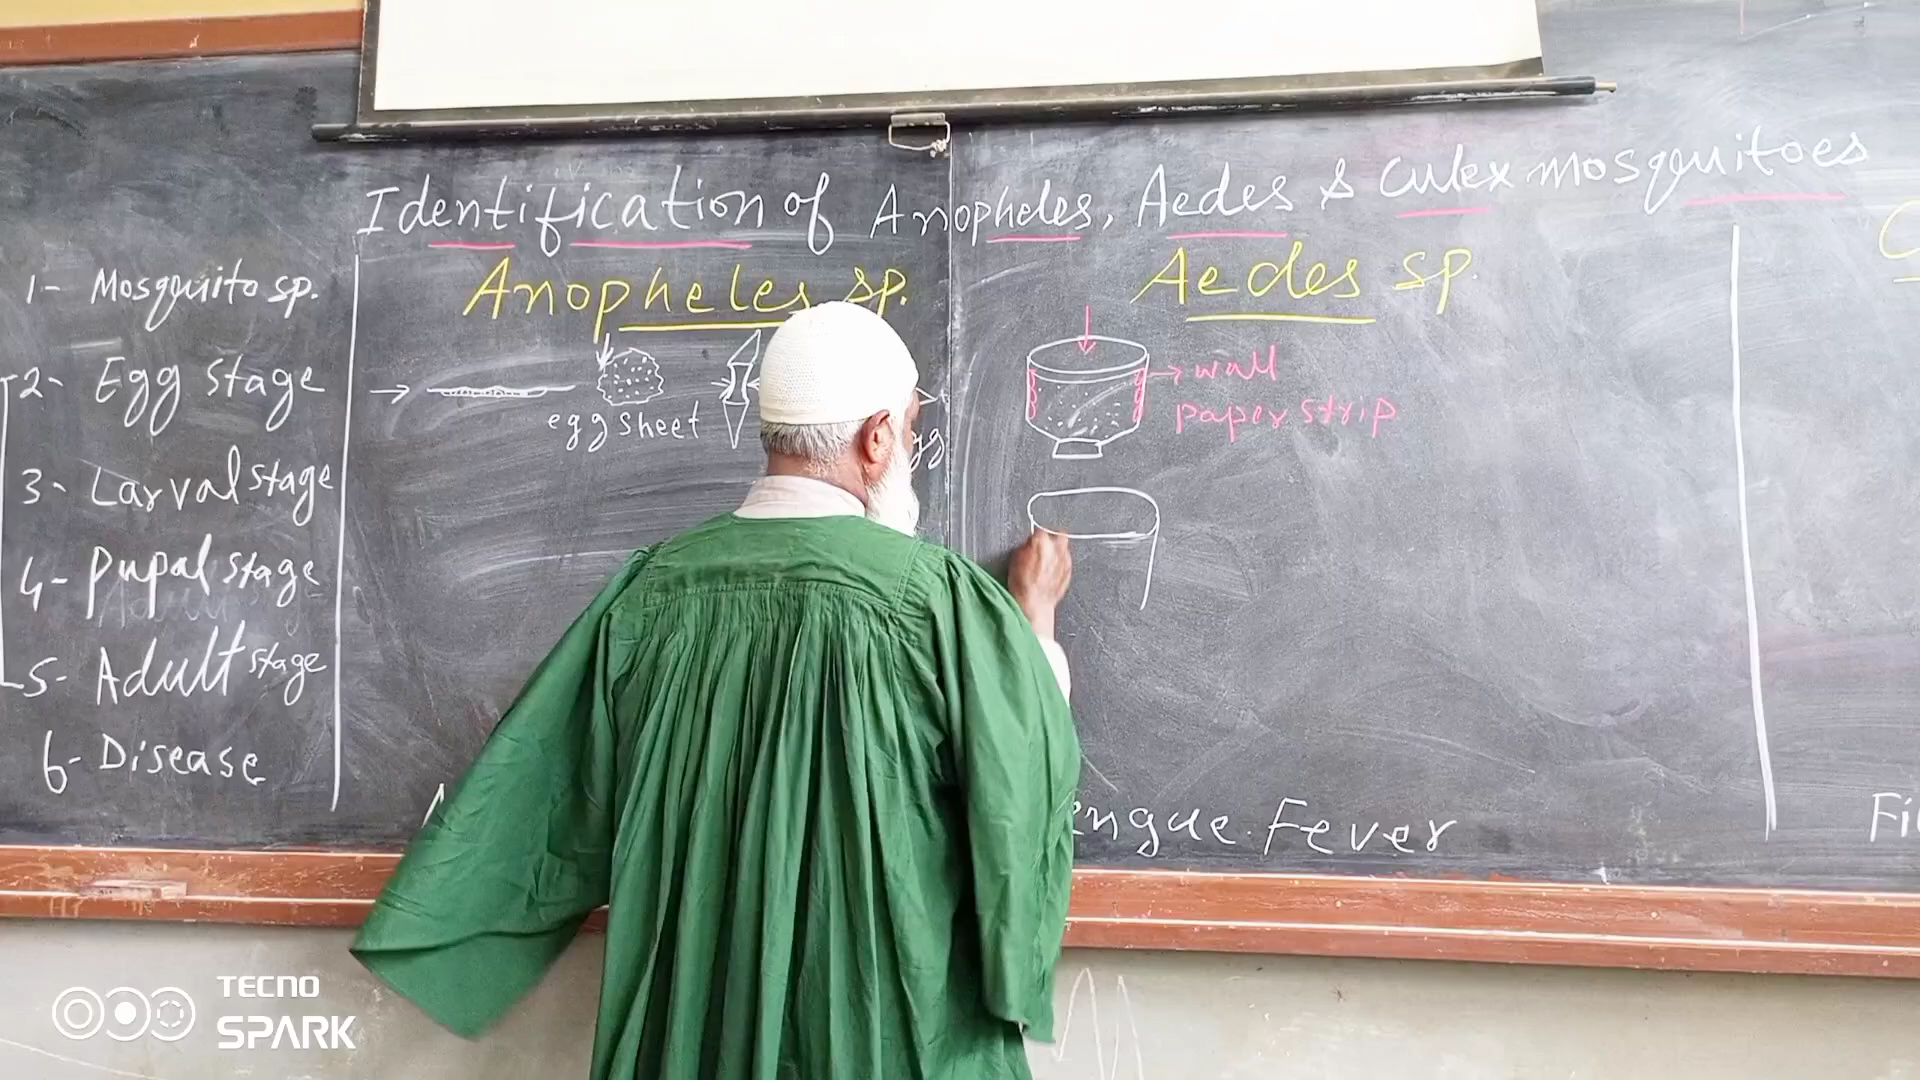 Identification of Anopheles, Aedes & Culex mosquitoes
1- Mosquito sp.
2- Egg stage
3- Larval stage
4- Pupal stage
5- Adult stage
6- Disease
Anopheles sp.
egg sheet
Aedes sp.
wall
paper strip
Fever
TECNO
SPARK